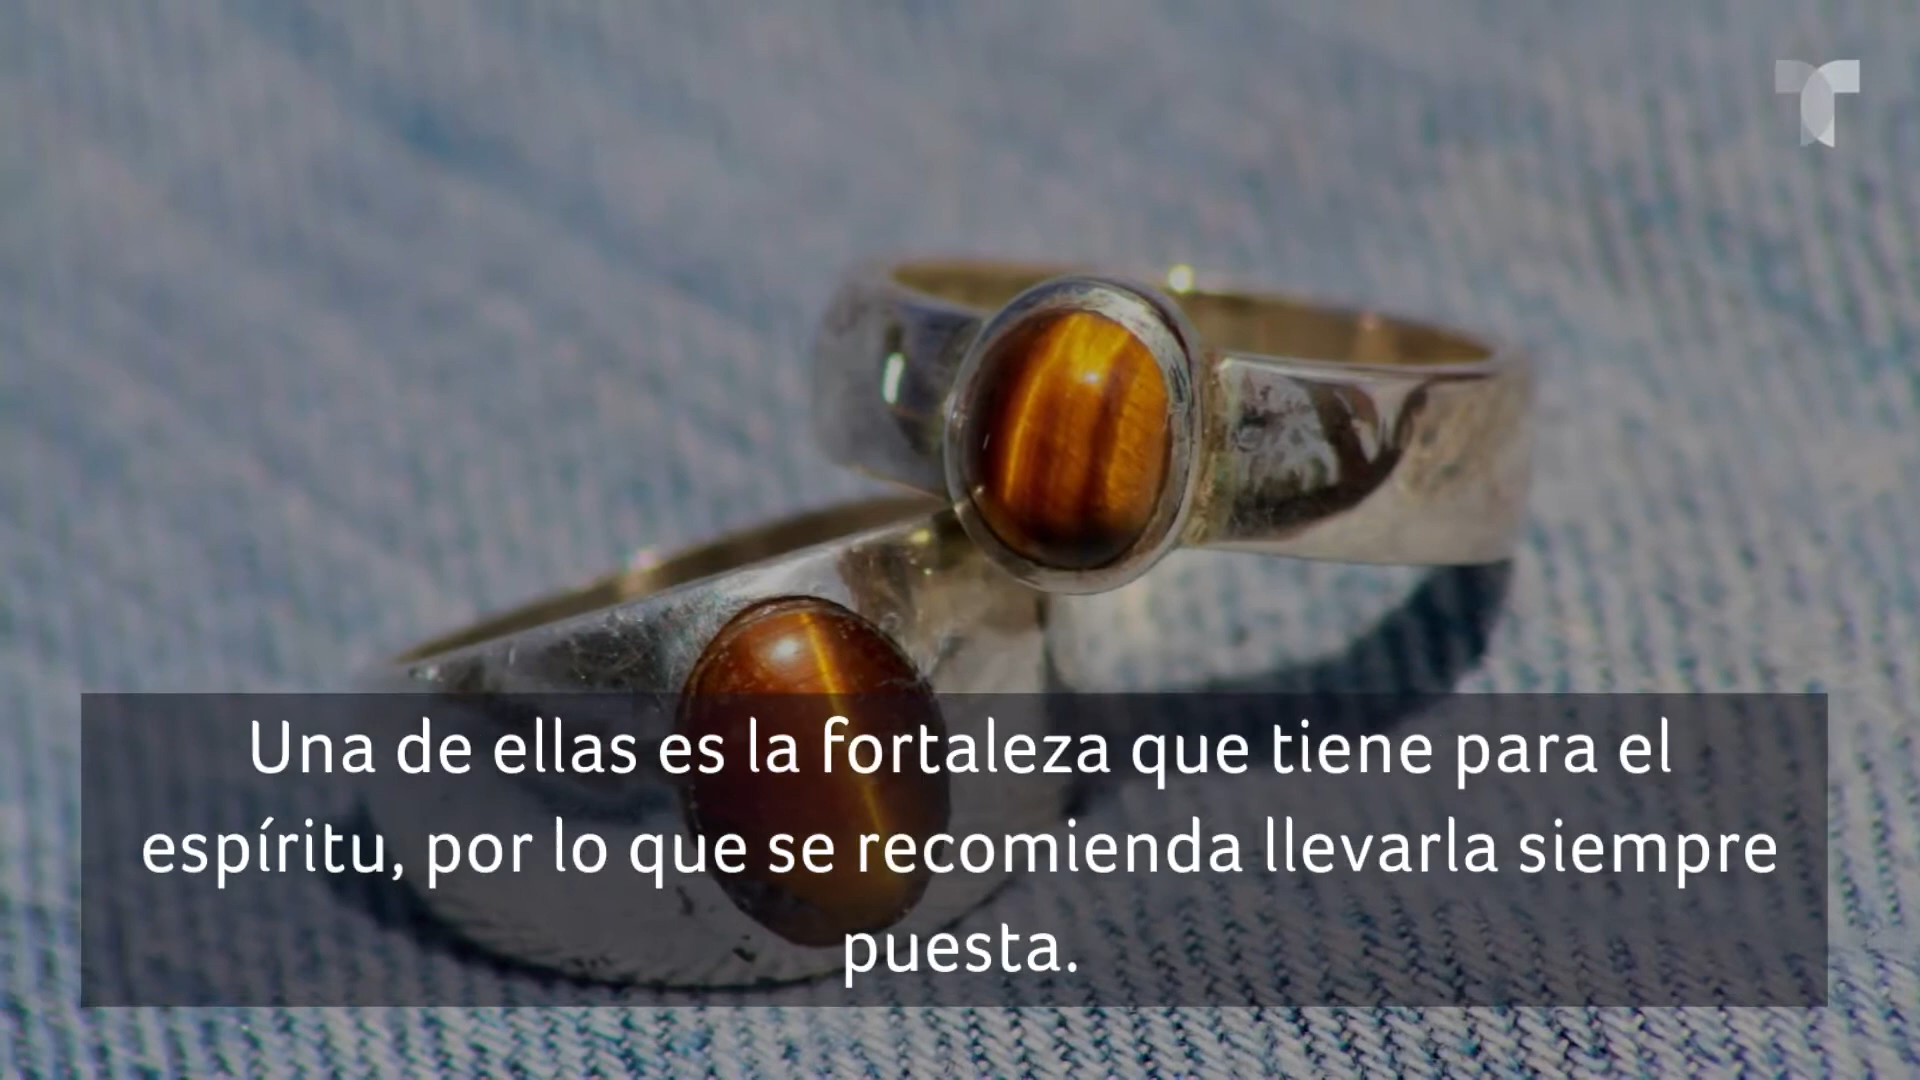 Una de ellas es la fortaleza que tiene para el
espíritu, por lo que se recomienda llevarla siempre
puesta.